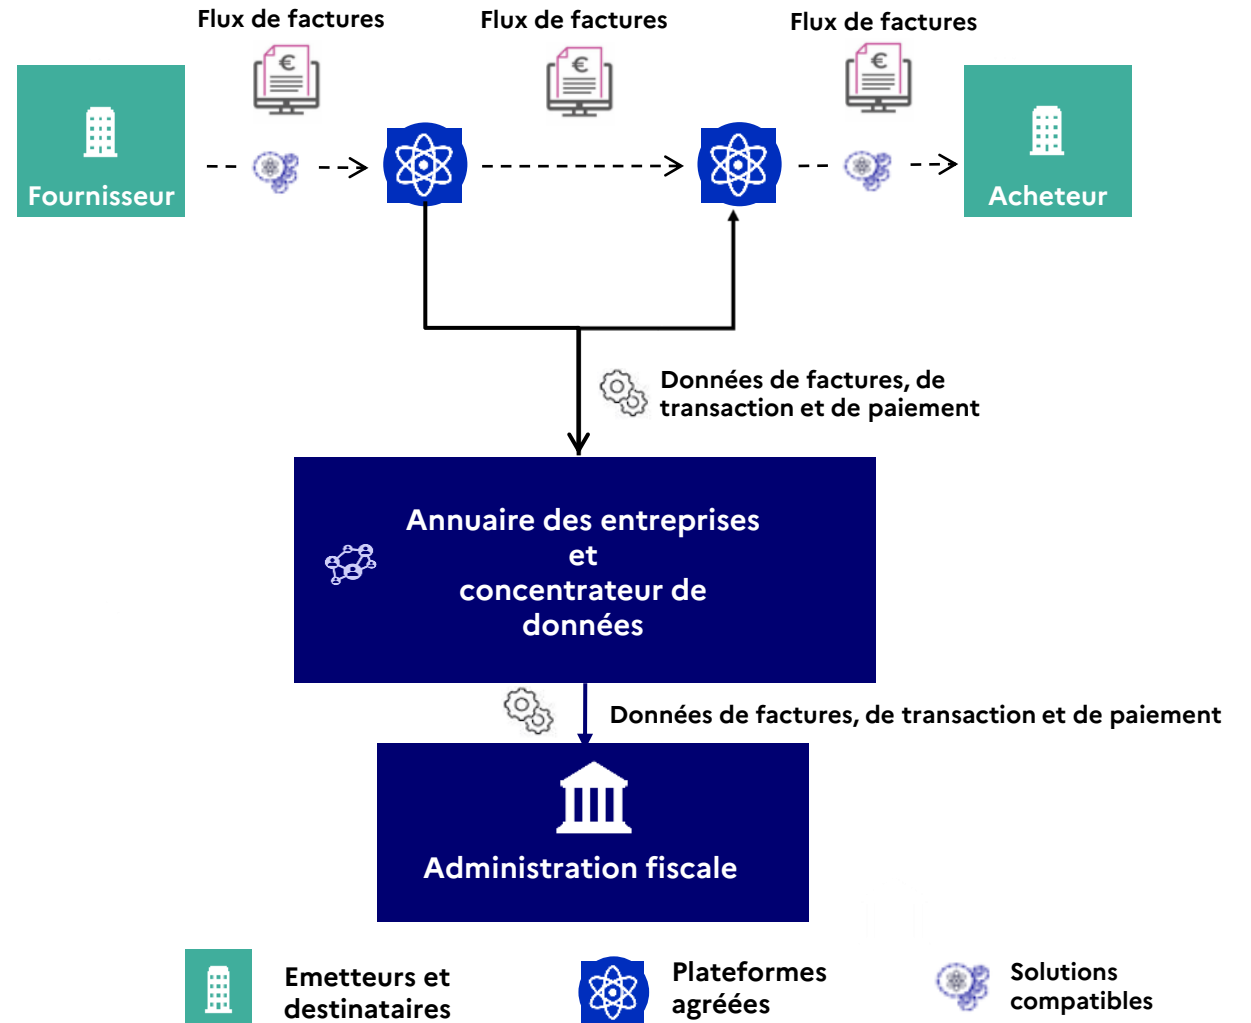 Flux de factures
Flux de factures
Flux de factures
Fournisseur
Acheteur
Données de factures, de
transaction et de paiement
Annuaire des entreprises
et
concentrateur de
données
Données de factures, de transaction et de paiement
Administration fiscale
Emetteurs et
destinataires
Plateformes
agréées
Solutions
compatibles